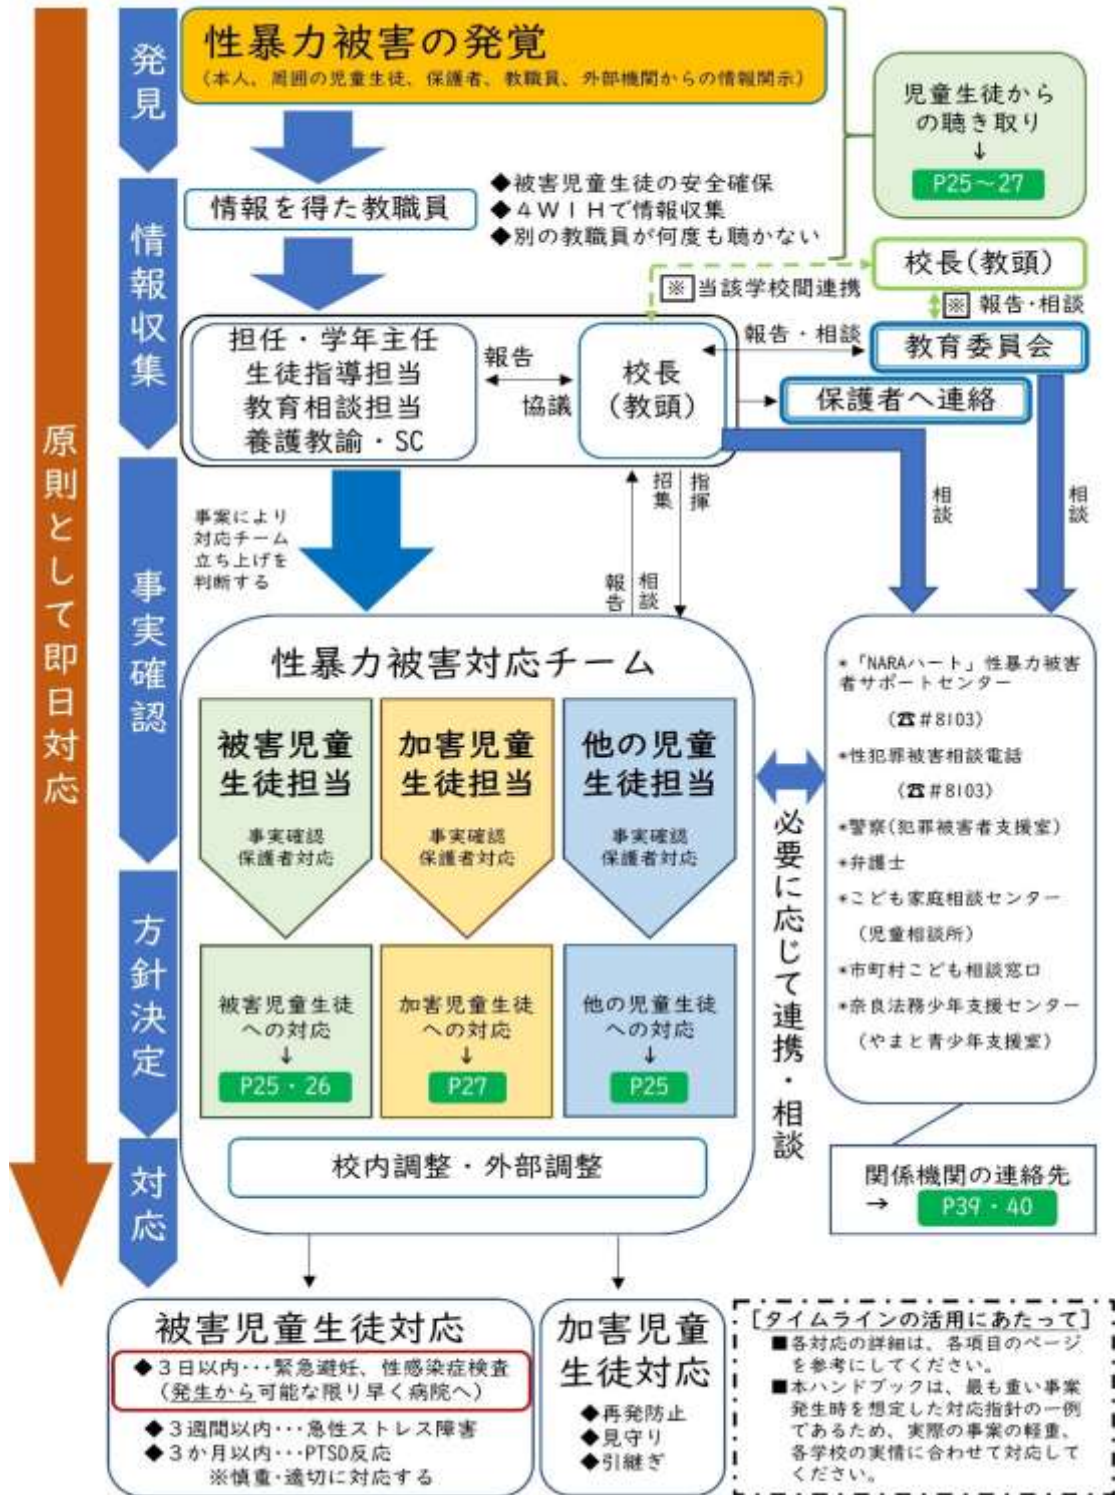 原則として即日対応
発見
情報収集
事実確認
方針決定
対応
性暴力被害の発覚
(本人、周囲の児童生徒、保護者、教職員、外部機関からの情報開示)
児童生徒から
の聴き取り
↓
P25～27
情報を得た教職員
◆被害児童生徒の安全確保
◆4W1Hで情報収集
◆別の教職員が何度も聴かない
校長(教頭)
※当該学校間連携
※ 報告・相談
担任・学年主任
生徒指導担当
教育相談担当
養護教諭・SC
報告
協議
校長
(教頭)
報告・相談
教育委員会
保護者へ連絡
相談
相談
事案により
対応チーム
立ち上げを
判断する
招集
指揮
報告
相談
性暴力被害対応チーム
被害児童
生徒担当
事実確認
保護者対応
加害児童
生徒担当
事実確認
保護者対応
他の児童
生徒担当
事実確認
保護者対応
被害児童生徒
への対応
↓
P25・26
加害児童生徒
への対応
↓
P27
他の児童生徒
への対応
↓
P25
校内調整・外部調整
必要に応じて連携・相談
*「NARAハート」性暴力被害
者サポートセンター
(☎#8103)
*性犯罪被害相談電話
(☎#8103)
*警察(犯罪被害者支援室)
*弁護士
*こども家庭相談センター
(児童相談所)
*市町村こども相談窓口
*奈良法務少年支援センター
(やまと青少年支援室)
関係機関の連絡先
→ P39・40
被害児童生徒対応
◆3日以内･･･緊急避妊、性感染症検査
(発生から可能な限り早く病院へ)
◆3週間以内･･･急性ストレス障害
◆3か月以内･･･PTSD反応
※慎重・適切に対応する
加害児童
生徒対応
◆再発防止
◆見守り
◆引継ぎ
[タイムラインの活用にあたって]
■各対応の詳細は、各項目のページ
を参考にしてください。
■本ハンドブックは、最も重い事案
発生時を想定した対応指針の一例
であるため、実際の事案の軽重、
各学校の実情に合わせて対応して
ください。